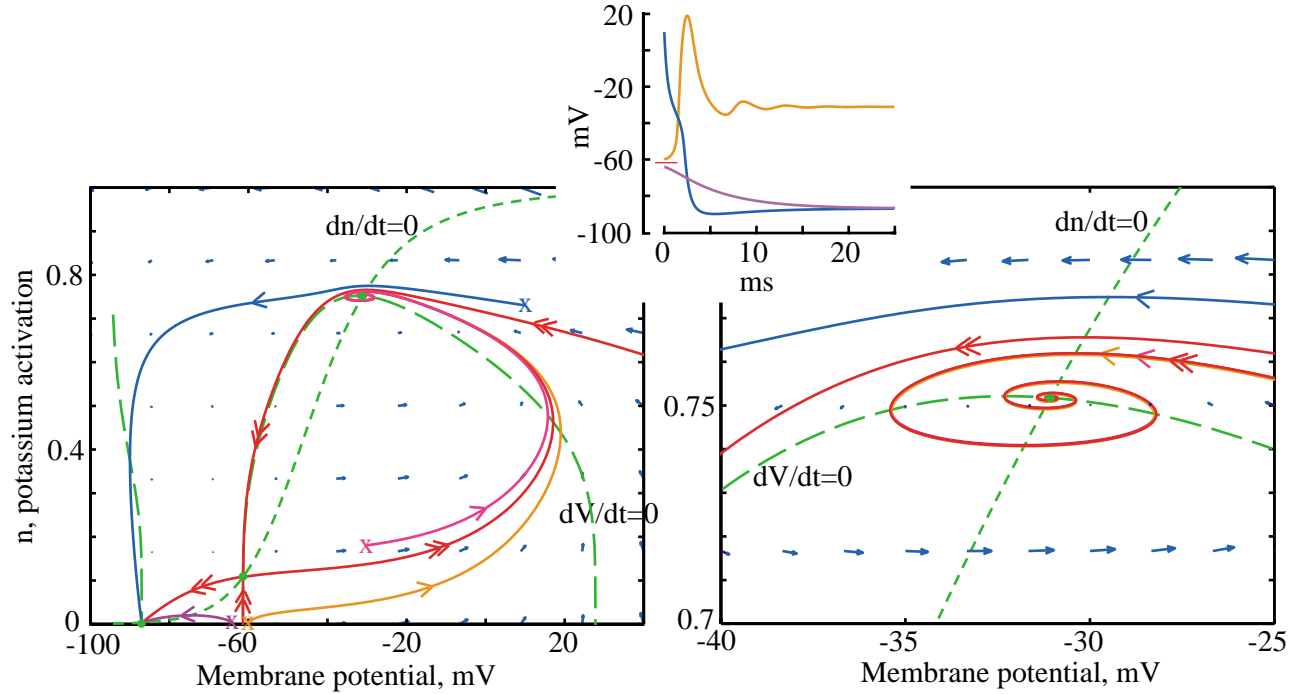 20
-20
-60
-100
mV
0
10
20
ms
dn/dt=0
0.8
0.4
0
n, potassium activation
x
x
x
x
dV/dt=0
-100
-60
-20
20
Membrane potential, mV
dn/dt=0
0.75
0.7
dV/dt=0
-40
-35
-30
-25
Membrane potential, mV